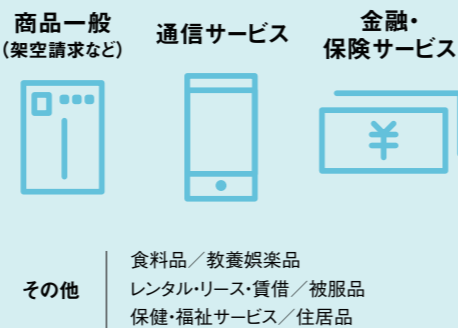 商品一般
(架空請求など)
通信サービス
金融・
保険サービス
¥
その他
食料品／教養娯楽品
レンタル・リース・賃借／被服品
保健・福祉サービス／住居品